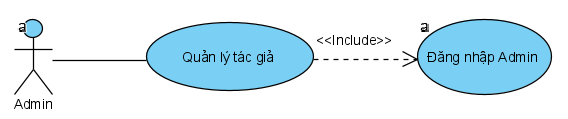 a
Quản lý tác giả
<<Include>>
a
Đăng nhập Admin
Admin